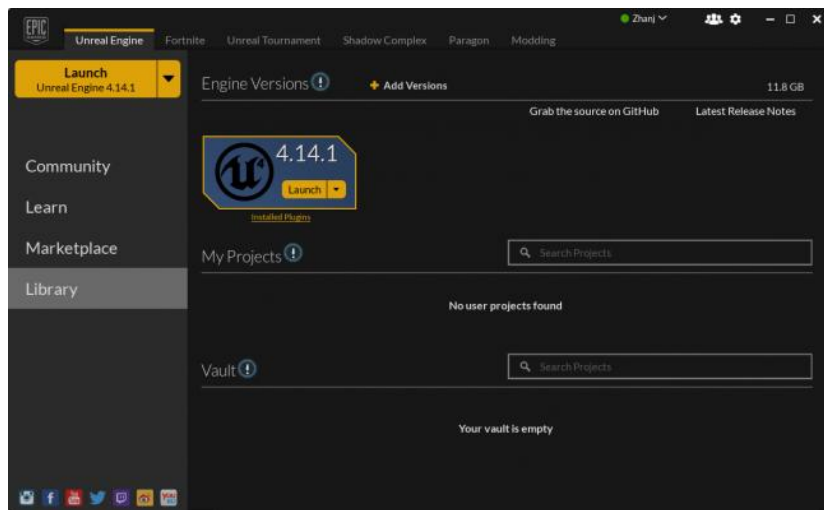 EPIC
GAMES
Unreal Engine
Fortnite
Unreal Tournament
Shadow Complex
Paragon
Modding
Zhanj
Launch
Unreal Engine 4.14.1
Engine Versions
Add Versions
11.8 GB
Grab the source on GitHub
Latest Release Notes
Community
Learn
Marketplace
Library
4.14.1
Launch
Installed Plugins
My Projects
Search Projects
No user projects found
Vault
Search Projects
Your vault is empty